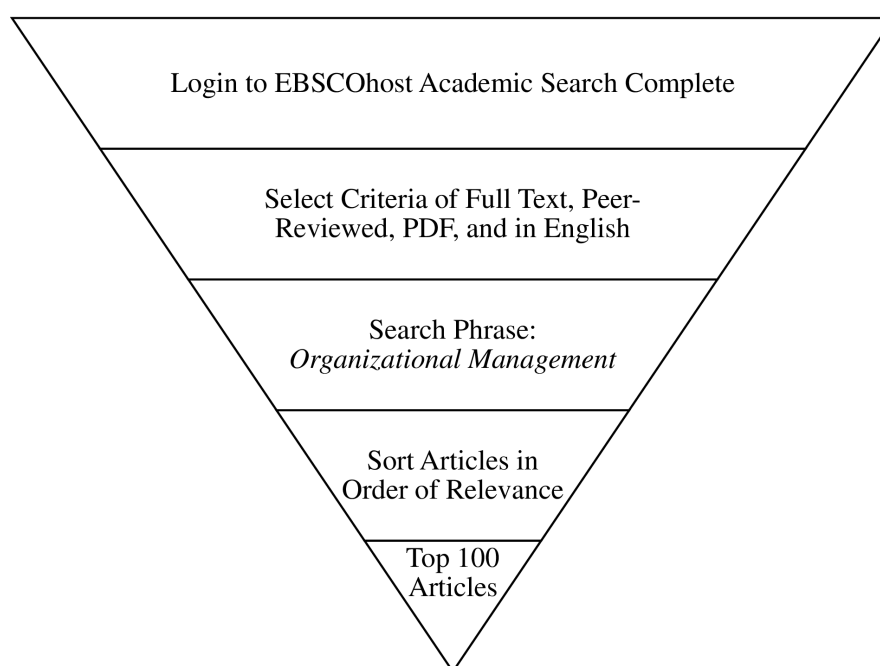 Login to EBSCOhost Academic Search Complete
Select Criteria of Full Text, Peer-
Reviewed, PDF, and in English
Search Phrase:
Organizational Management
Sort Articles in
Order of Relevance
Top 100
Articles